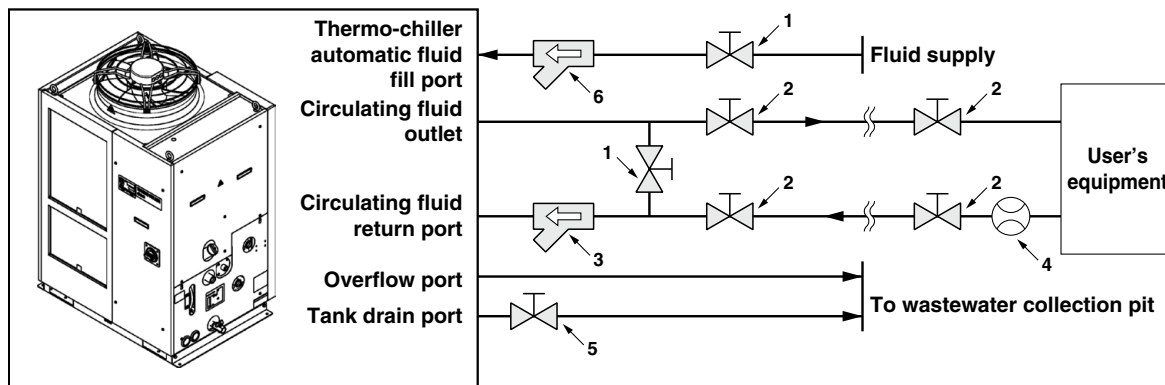 Thermo-chiller
automatic fluid
fill port
Circulating fluid
outlet
Circulating fluid
return port
Overflow port
Tank drain port
1
Fluid supply
6
2
2
1
User's
equipment
2
2
3
4
To wastewater collection pit
5